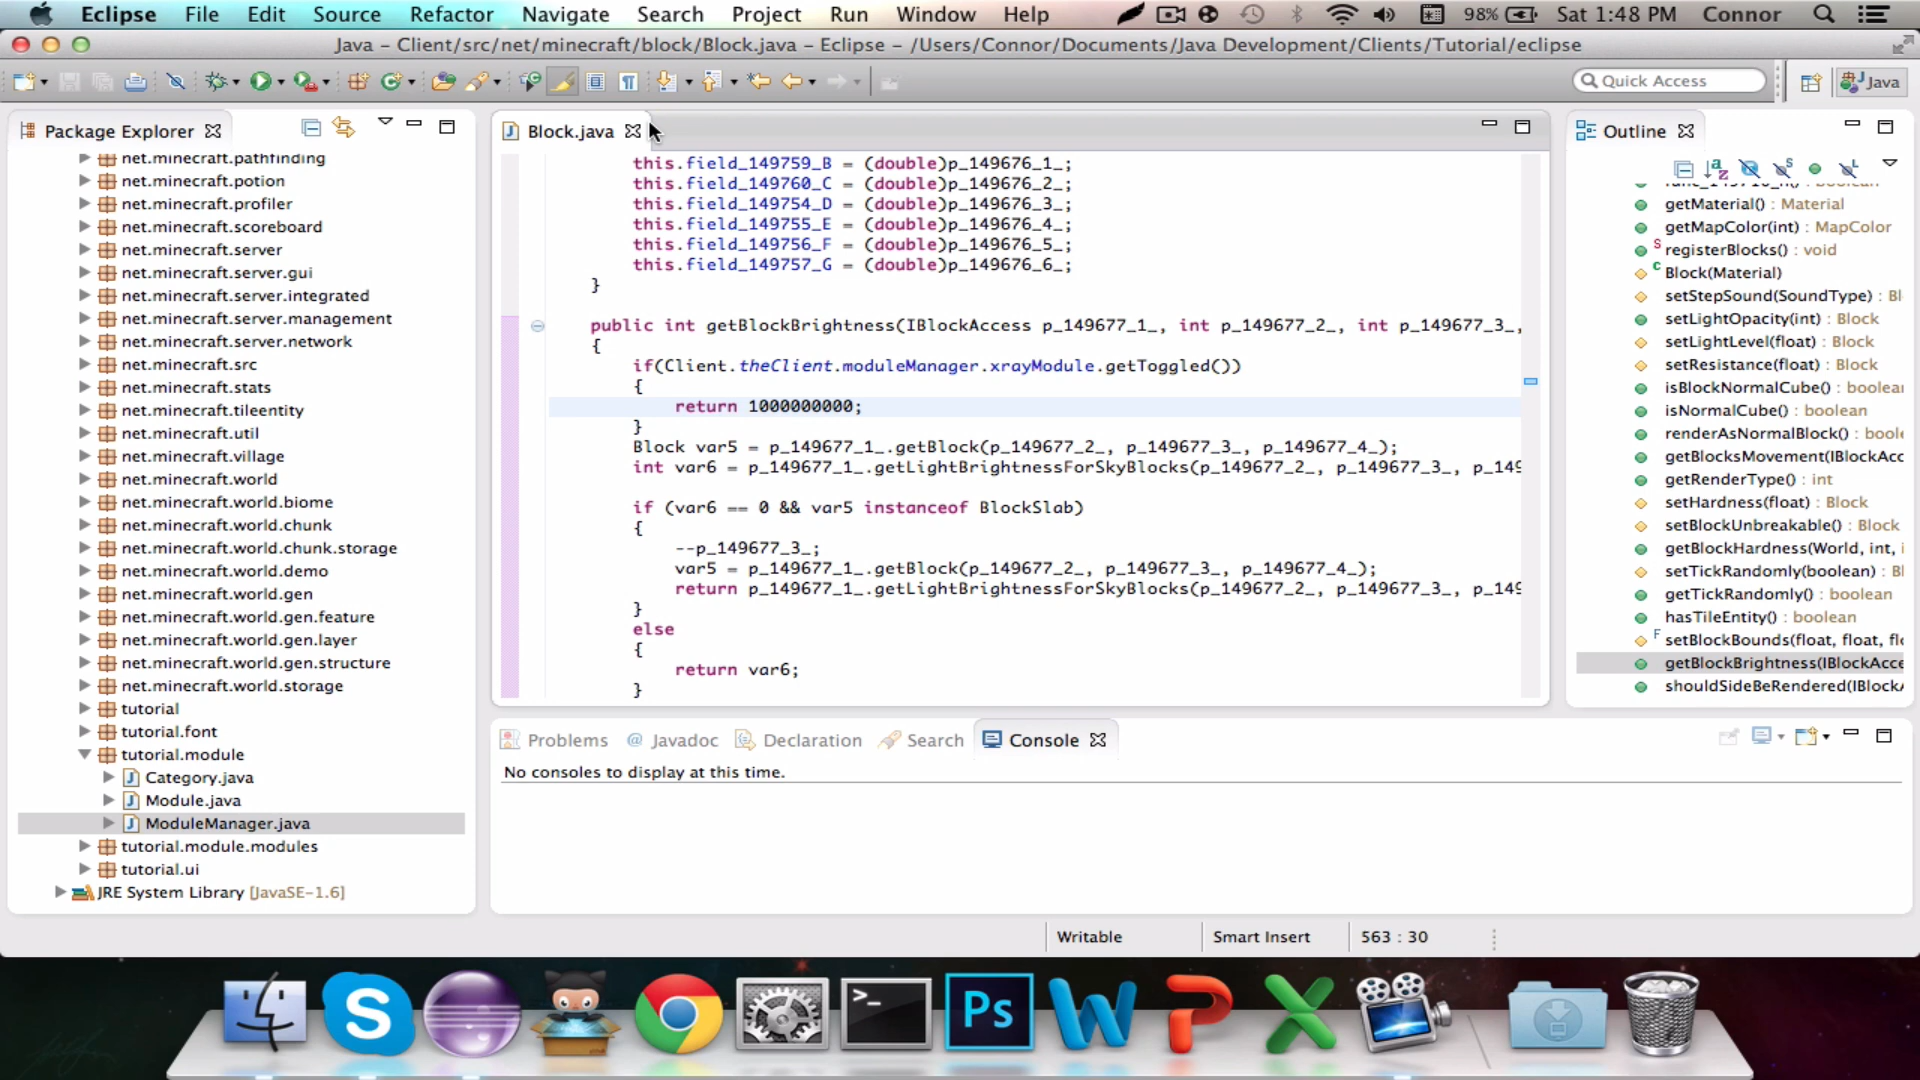 Eclipse File Edit Source Refactor Navigate Search Project Run Window Help 98% Sat 1:48 PM Connor
Java – Client/src/net/minecraft/block/Block.java – Eclipse – /Users/Connor/Documents/Java Development/Clients/Tutorial/eclipse
Quick Access
Java
Package Explorer
net.minecraft.pathfinding
net.minecraft.potion
net.minecraft.profiler
net.minecraft.scoreboard
net.minecraft.server
net.minecraft.server.gui
net.minecraft.server.integrated
net.minecraft.server.management
net.minecraft.server.network
net.minecraft.src
net.minecraft.stats
net.minecraft.tileentity
net.minecraft.util
net.minecraft.village
net.minecraft.world
net.minecraft.world.biome
net.minecraft.world.chunk
net.minecraft.world.chunk.storage
net.minecraft.world.demo
net.minecraft.world.gen
net.minecraft.world.gen.feature
net.minecraft.world.gen.layer
net.minecraft.world.gen.structure
net.minecraft.world.storage
tutorial
tutorial.font
tutorial.module
Category.java
Module.java
ModuleManager.java
tutorial.module.modules
tutorial.ui
JRE System Library [JavaSE-1.6]
Block.java
this.field_149759_B = (double)p_149676_1_;
this.field_149760_C = (double)p_149676_2_;
this.field_149754_D = (double)p_149676_3_;
this.field_149755_E = (double)p_149676_4_;
this.field_149756_F = (double)p_149676_5_;
this.field_149757_G = (double)p_149676_6_;
}
public int getBlockBrightness(IBlockAccess p_149677_1_, int p_149677_2_, int p_149677_3_,
{
if(Client.theClient.moduleManager.xrayModule.getToggled())
{
return 1000000000;
}
Block var5 = p_149677_1_.getBlock(p_149677_2_, p_149677_3_, p_149677_4_);
int var6 = p_149677_1_.getLightBrightnessForSkyBlocks(p_149677_2_, p_149677_3_, p_149
if (var6 == 0 && var5 instanceof BlockSlab)
{
--p_149677_3_;
var5 = p_149677_1_.getBlock(p_149677_2_, p_149677_3_, p_149677_4_);
return p_149677_1_.getLightBrightnessForSkyBlocks(p_149677_2_, p_149677_3_, p_149
}
else
{
return var6;
}
Outline
getMaterial() : Material
getMapColor(int) : MapColor
S registerBlocks() : void
C Block(Material)
setStepSound(SoundType) : Bl
setLightOpacity(int) : Block
setLightLevel(float) : Block
setResistance(float) : Block
isBlockNormalCube() : boolea
isNormalCube() : boolean
renderAsNormalBlock() : boole
getBlocksMovement(IBlockAcc
getRenderType() : int
setHardness(float) : Block
setBlockUnbreakable() : Block
getBlockHardness(World, int, i
setTickRandomly(boolean) : Bl
getTickRandomly() : boolean
hasTileEntity() : boolean
F setBlockBounds(float, float, flo
getBlockBrightness(IBlockAcce
shouldSideBeRendered(IBlockA
Problems @ Javadoc Declaration Search Console
No consoles to display at this time.
Writable Smart Insert 563 : 30
S >_ Ps W P X